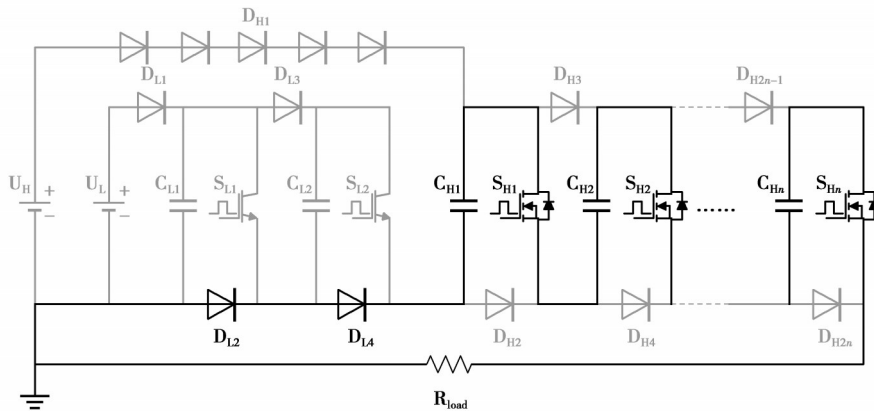 D_H1
D_L1 D_L3 D_H3 D_H2n-1
U_H + − U_L + − C_L1 S_L1 C_L2 S_L2 C_H1 S_H1 C_H2 S_H2 ...... C_Hn S_Hn
D_L2 D_L4 D_H2 D_H4 D_H2n
R_load